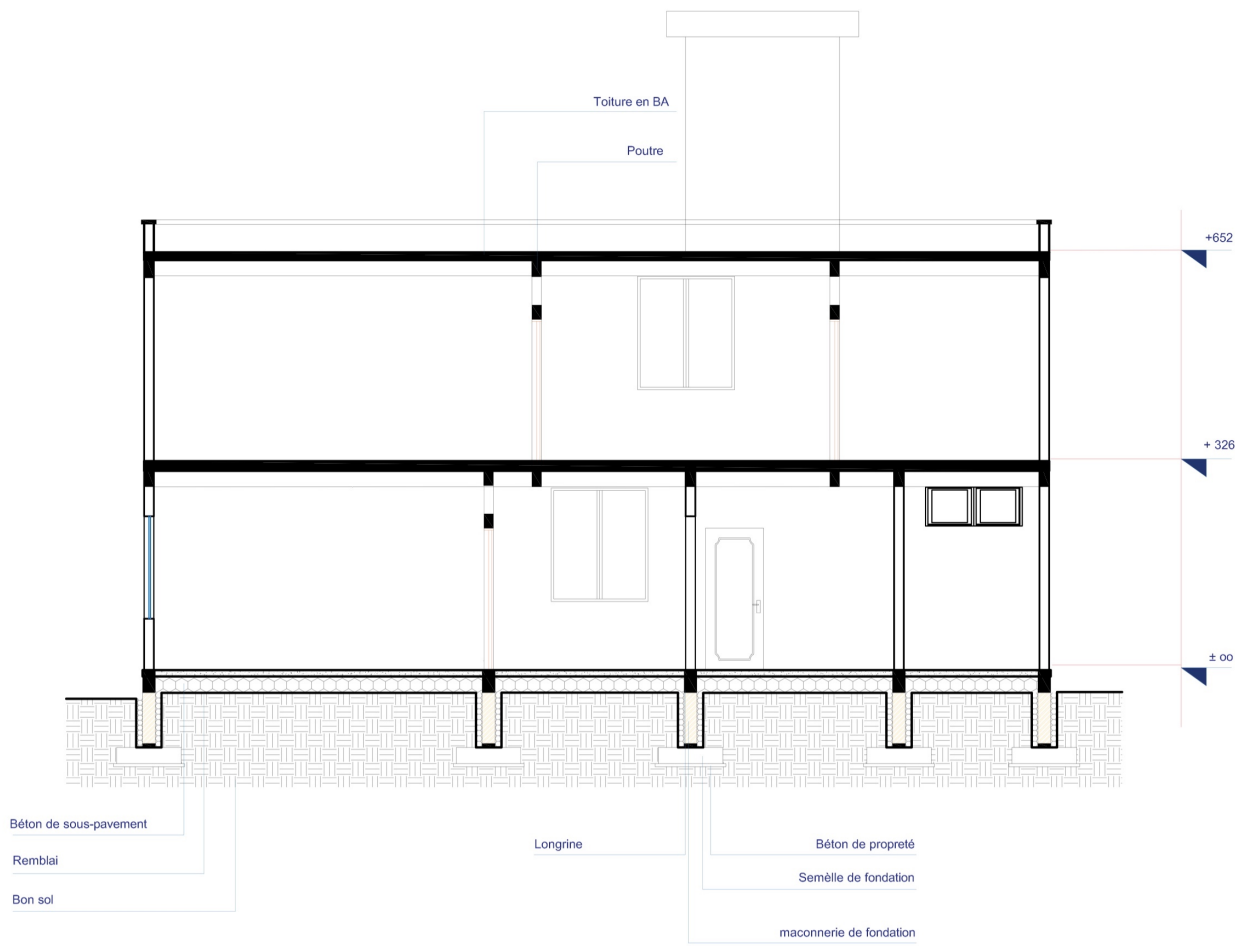 Toiture en BA
Poutre
+652
+ 326
± oo
Béton de sous-pavement
Remblai
Bon sol
Longrine
Béton de propreté
Semèlle de fondation
maconnerie de fondation